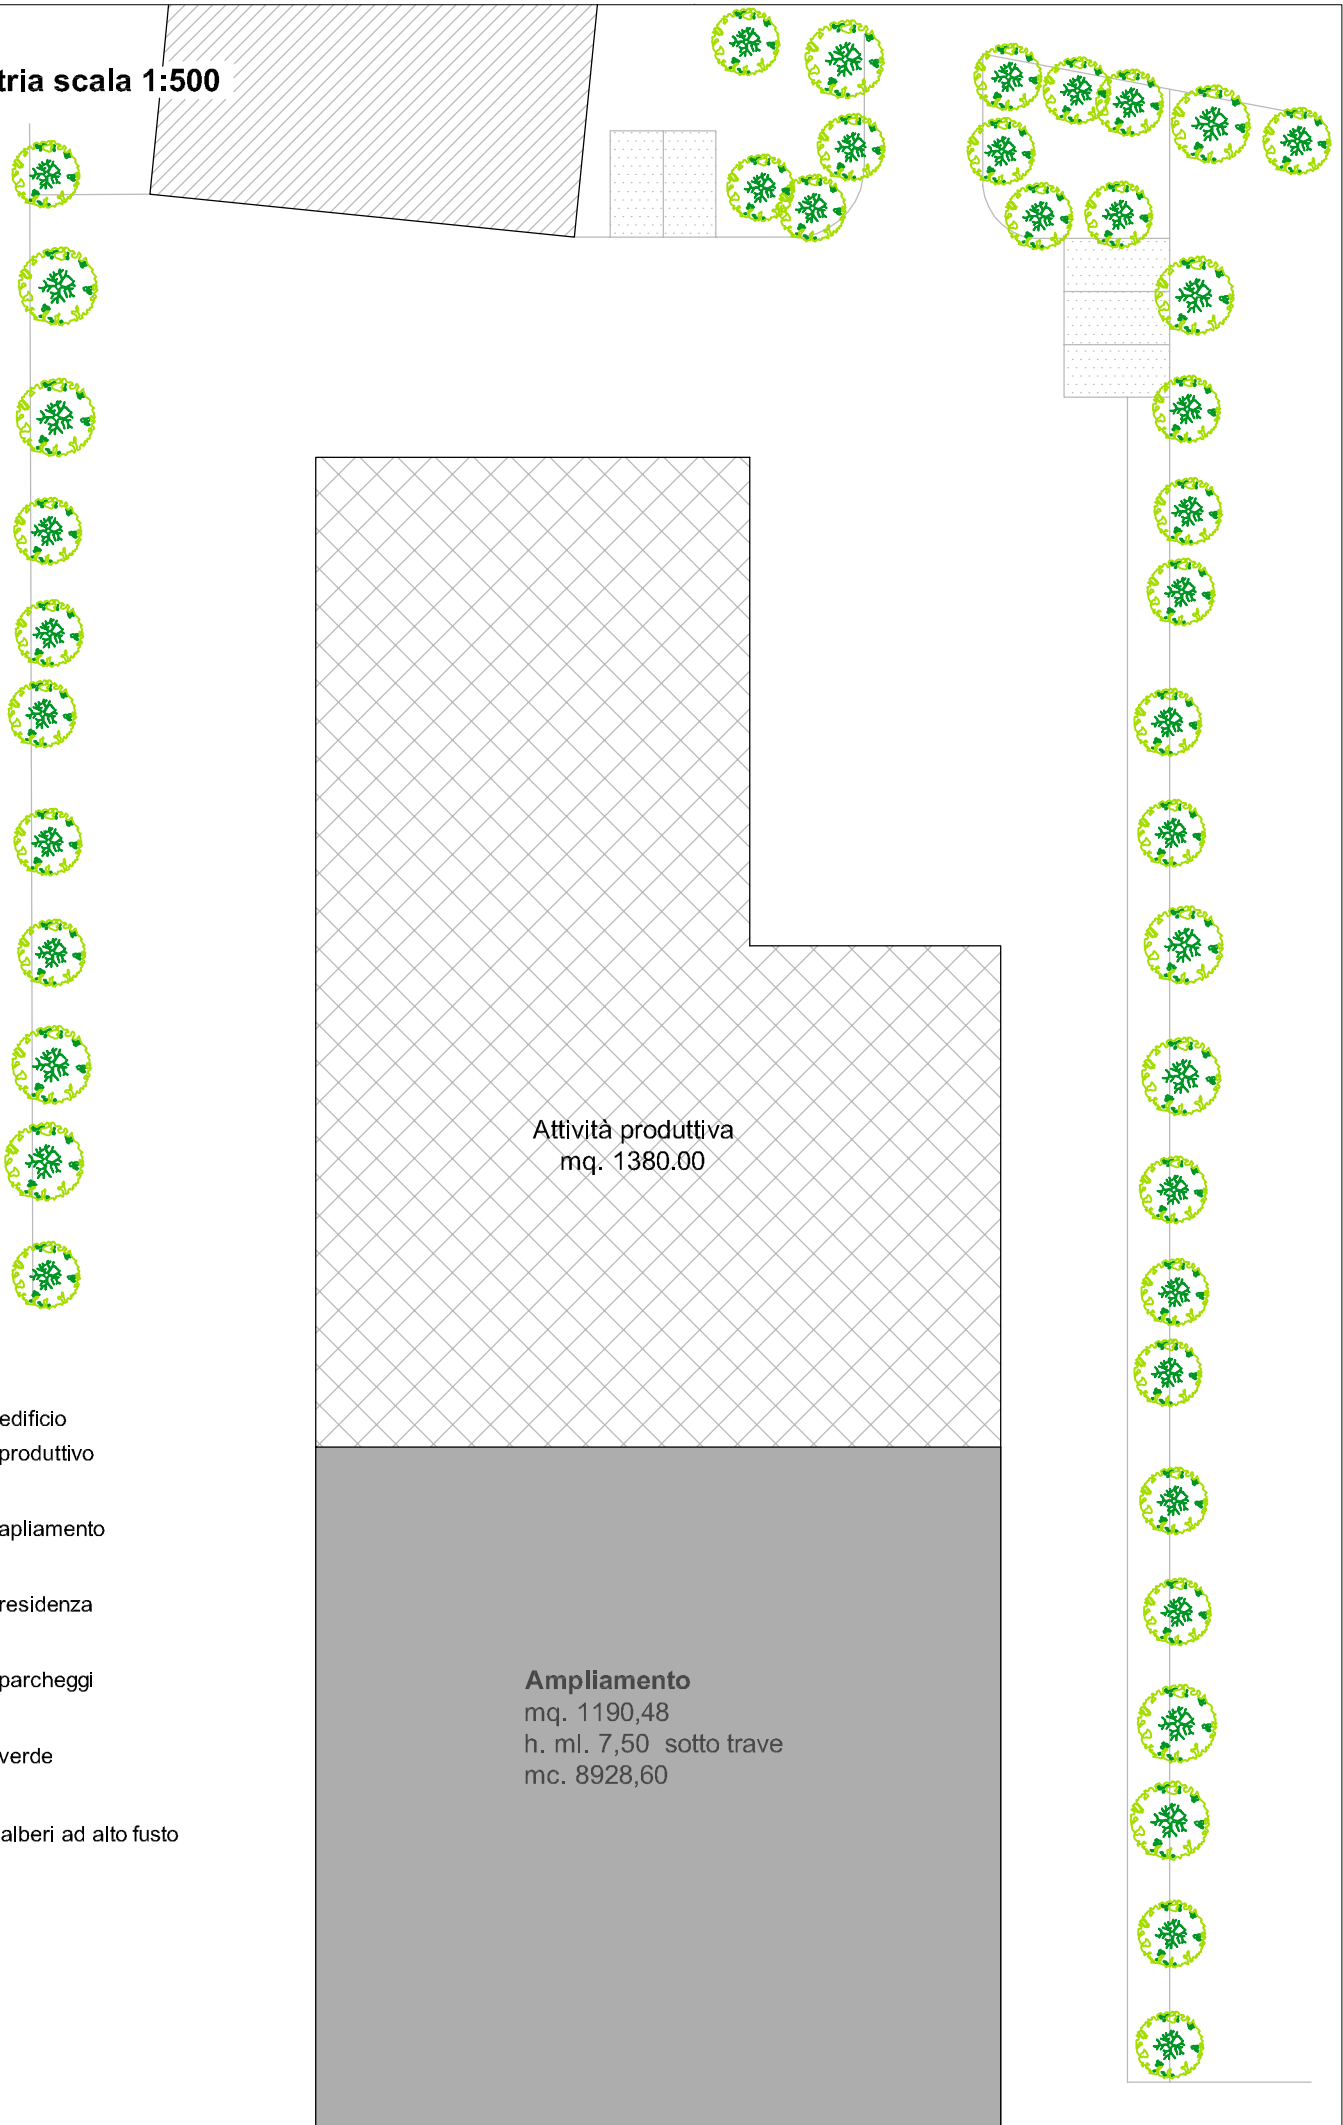 tria scala 1:500
Attività produttiva
mq. 1380.00
edificio
produttivo
apliamento
residenza
parcheggi
verde
alberi ad alto fusto
Ampliamento
mq. 1190,48
h. ml. 7,50 sotto trave
mc. 8928,60